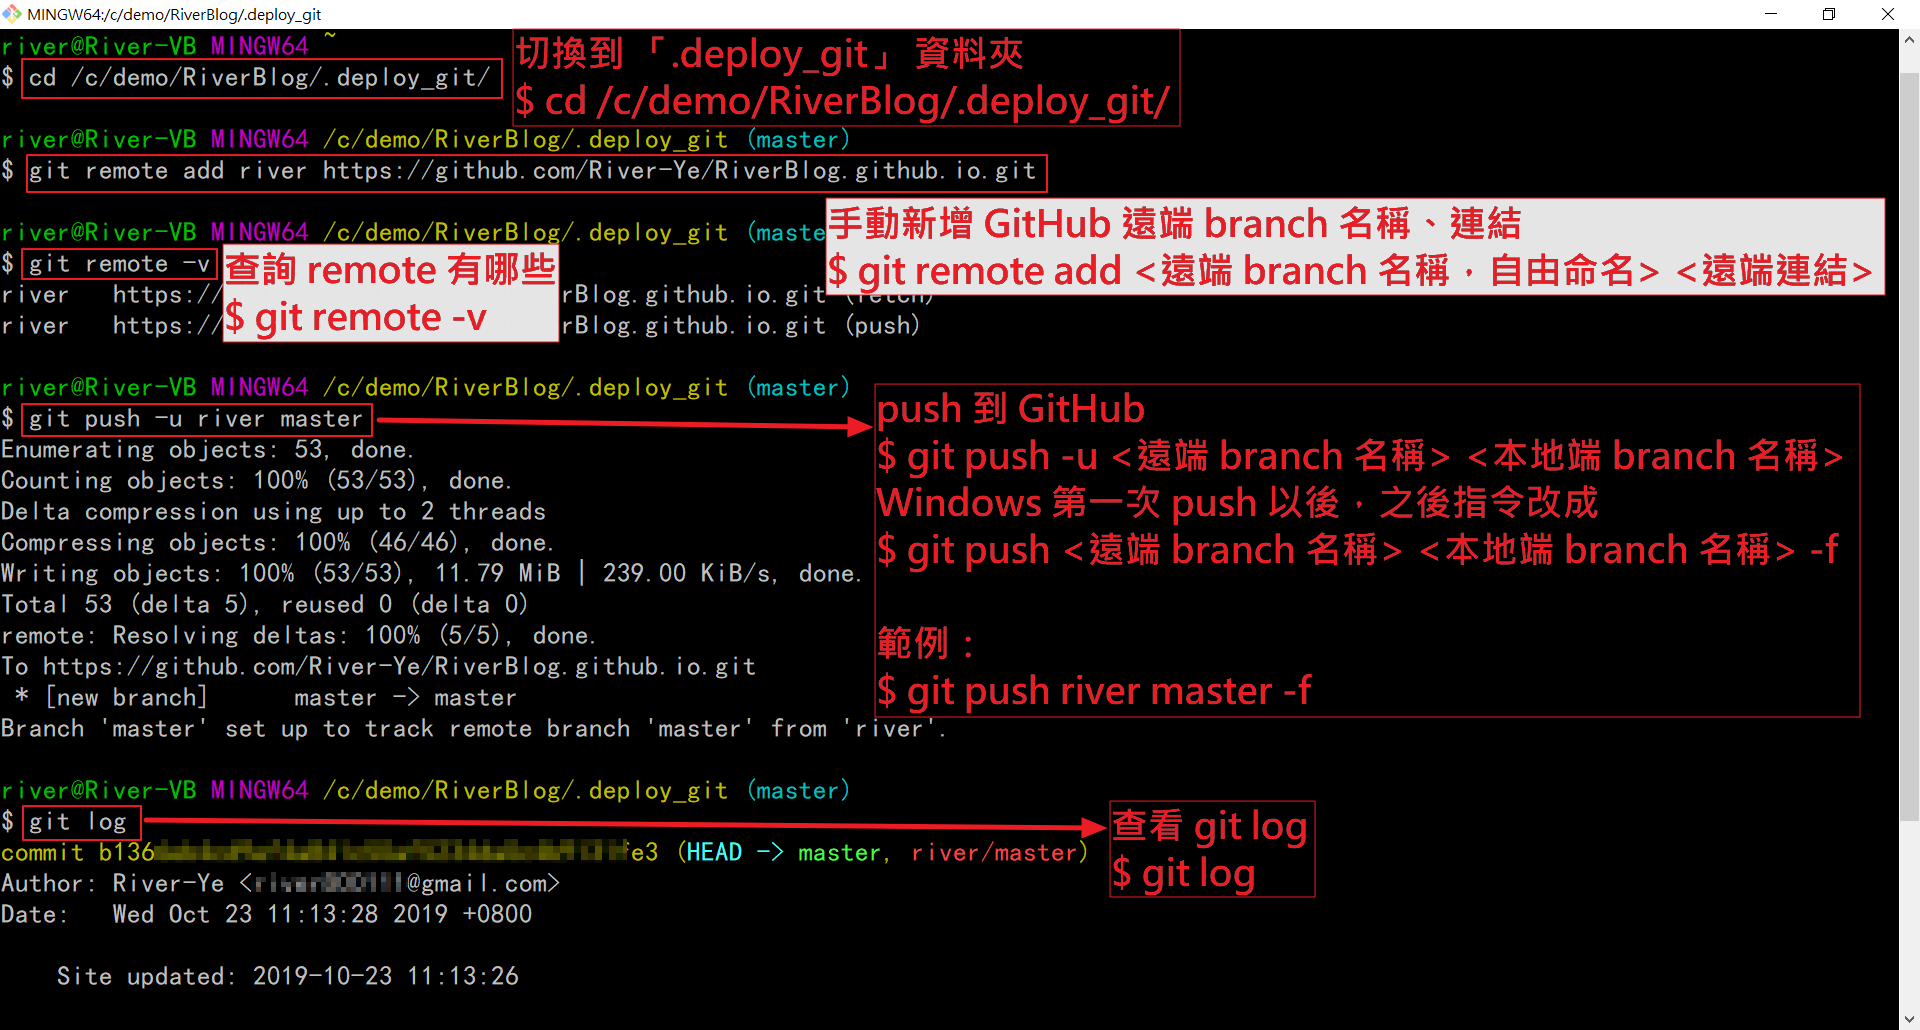 MINGW64:/c/demo/RiverBlog/.deploy_git
river@River-VB MINGW64 ~
$ cd /c/demo/RiverBlog/.deploy_git/
切換到「.deploy_git」資料夾
$ cd /c/demo/RiverBlog/.deploy_git/
river@River-VB MINGW64 /c/demo/RiverBlog/.deploy_git (master)
$ git remote add river https://github.com/River-Ye/RiverBlog.github.io.git
手動新增 GitHub 遠端 branch 名稱、連結
$ git remote add <遠端 branch 名稱，自由命名> <遠端連結>
river@River-VB MINGW64 /c/demo/RiverBlog/.deploy_git (maste
$ git remote -v
查詢 remote 有哪些
$ git remote -v
river https://rBlog.github.io.git (fetch)
river https://rBlog.github.io.git (push)
river@River-VB MINGW64 /c/demo/RiverBlog/.deploy_git (master)
$ git push -u river master
Enumerating objects: 53, done.
Counting objects: 100% (53/53), done.
Delta compression using up to 2 threads
Compressing objects: 100% (46/46), done.
Writing objects: 100% (53/53), 11.79 MiB | 239.00 KiB/s, done.
Total 53 (delta 5), reused 0 (delta 0)
remote: Resolving deltas: 100% (5/5), done.
To https://github.com/River-Ye/RiverBlog.github.io.git
* [new branch] master -> master
Branch 'master' set up to track remote branch 'master' from 'river'.
push 到 GitHub
$ git push -u <遠端 branch 名稱> <本地端 branch 名稱>
Windows 第一次 push 以後，之後指令改成
$ git push <遠端 branch 名稱> <本地端 branch 名稱> -f
範例：
$ git push river master -f
river@River-VB MINGW64 /c/demo/RiverBlog/.deploy_git (master)
$ git log
查看 git log
$ git log
commit b136 fe3 (HEAD -> master, river/master)
Author: River-Ye < @gmail.com>
Date: Wed Oct 23 11:13:28 2019 +0800
Site updated: 2019-10-23 11:13:26